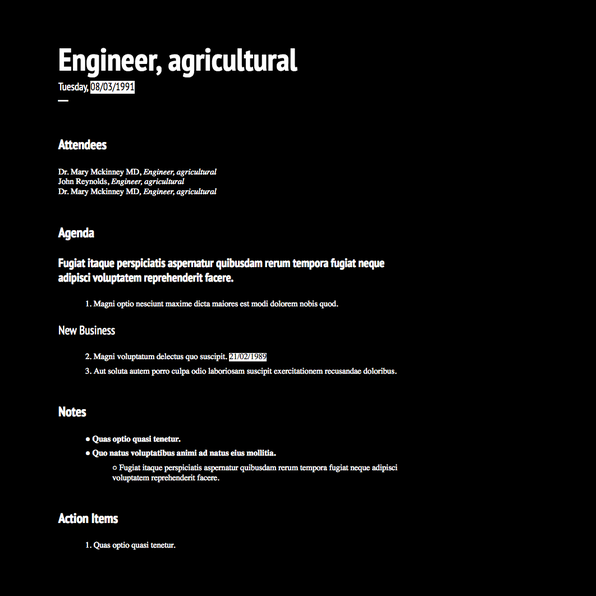 Engineer, agricultural
Tuesday, 08/03/1991
Attendees
Dr. Mary Mckinney MD, Engineer, agricultural
John Reynolds, Engineer, agricultural
Dr. Mary Mckinney MD, Engineer, agricultural
Agenda
Fugiat itaque perspiciatis aspernatur quibusdam rerum tempora fugiat neque
adipisci voluptatem reprehenderit facere.
1. Magni optio nesciunt maxime dicta maiores est modi dolorem nobis quod.
New Business
2. Magni voluptatum delectus quo suscipit. 21/02/1989
3. Aut soluta autem porro culpa odio laboriosam suscipit exercitationem recusandae doloribus.
Notes
● Quas optio quasi tenetur.
● Quo natus voluptatibus animi ad natus eius mollitia.
○ Fugiat itaque perspiciatis aspernatur quibusdam rerum tempora fugiat neque adipisci
voluptatem reprehenderit facere.
Action Items
1. Quas optio quasi tenetur.